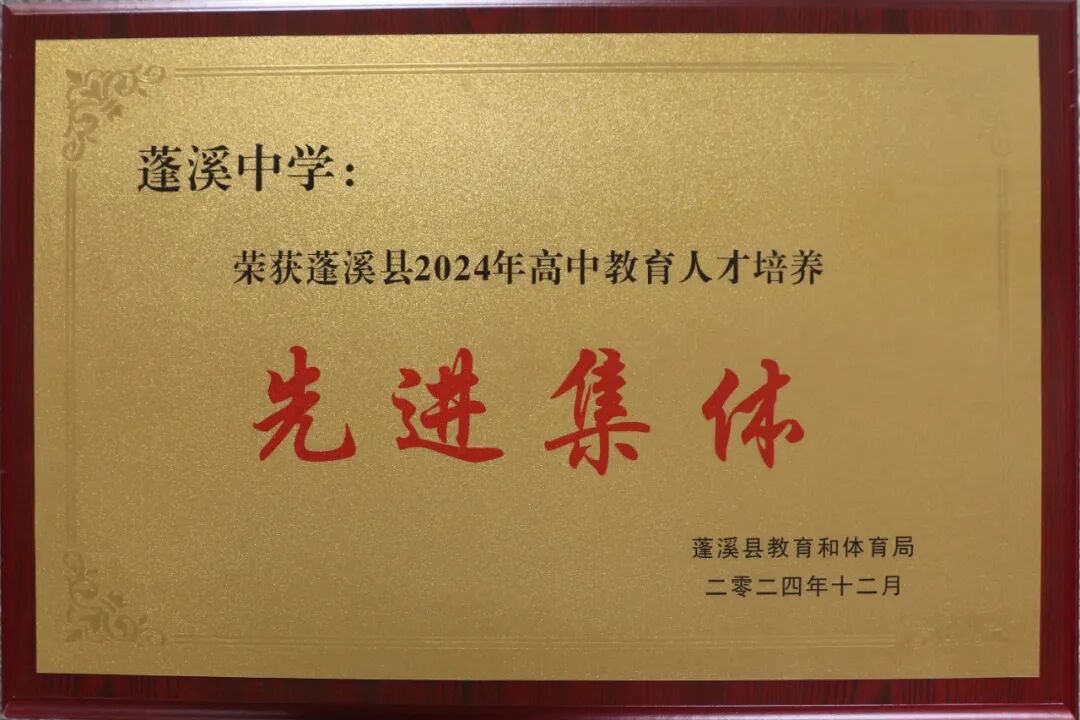 蓬溪中学：
荣获蓬溪县2024年高中教育人才培养
先进集体
蓬溪县教育和体育局
二零二四年十二月